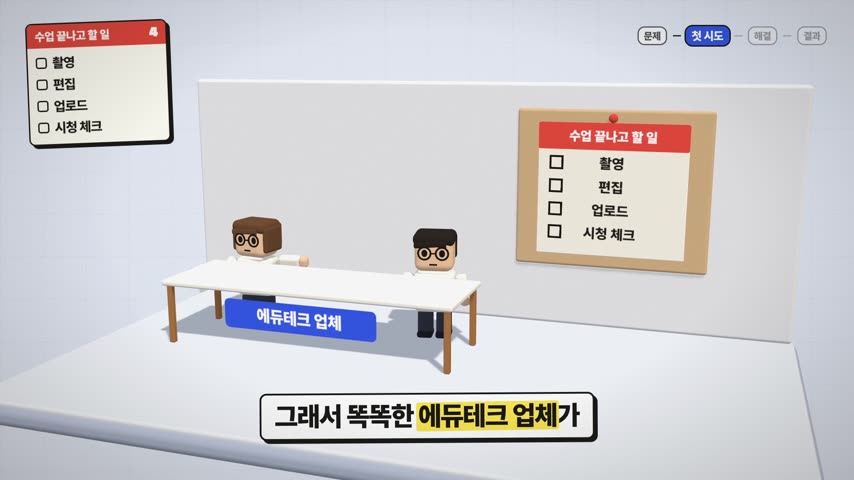 수업 끝나고 할 일 4
촬영
편집
업로드
시청 체크
문제
첫 시도
해결
결과
수업 끝나고 할 일
촬영
편집
업로드
시청 체크
에듀테크 업체
그래서 똑똑한 에듀테크 업체가